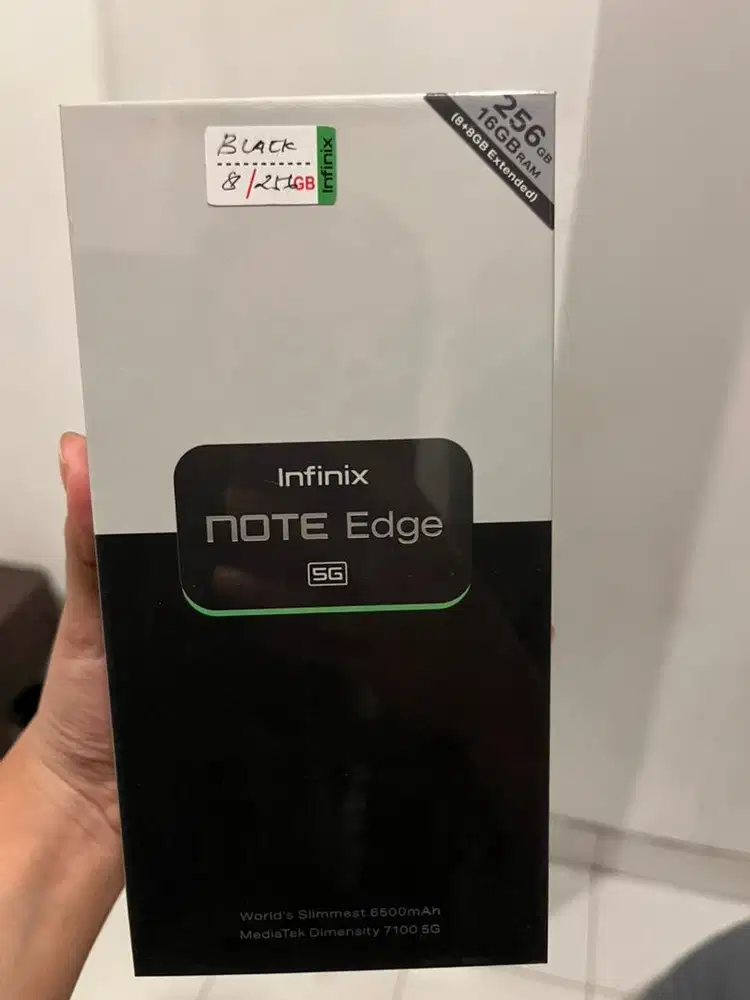 BLACK
8/256GB
Infinix
256GB
16GB RAM
(8+8GB Extended)
Infinix
NOTE Edge
5G
World's Slimmest 6500mAh
MediaTek Dimensity 7100 5G